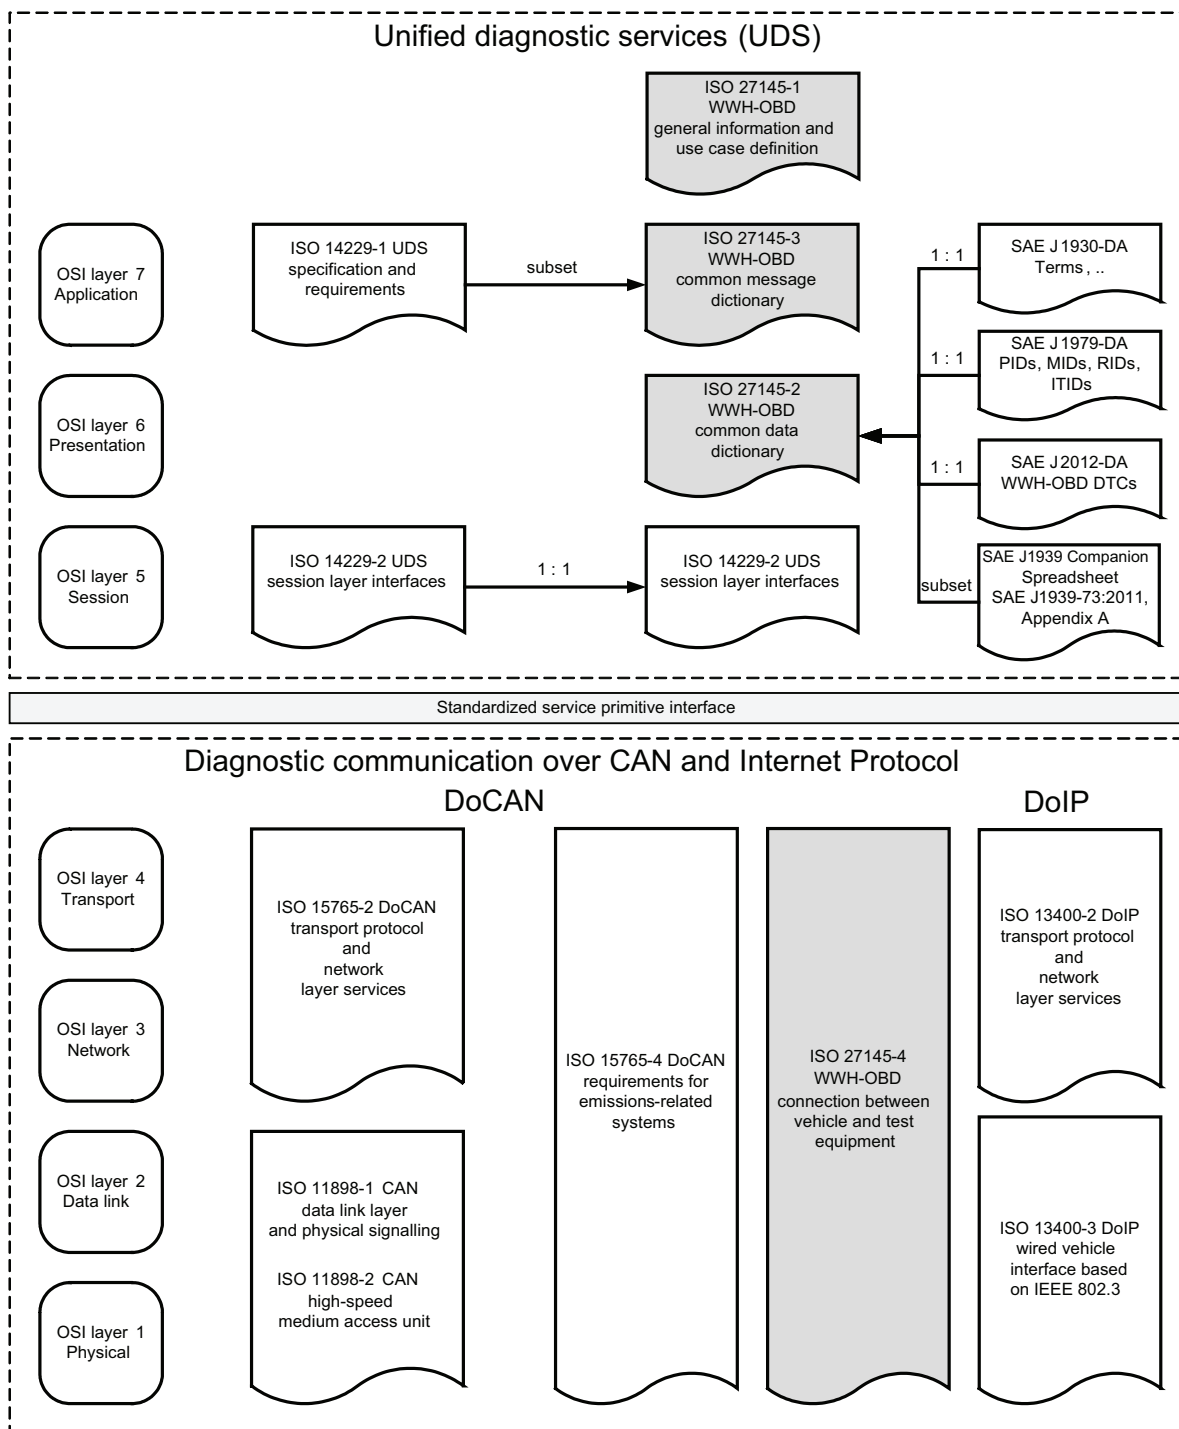 Unified diagnostic services (UDS)
ISO 27145-1
WWH-OBD
general information and
use case definition
OSI layer 7
Application
ISO 14229-1 UDS
specification and
requirements
subset
ISO 27145-3
WWH-OBD
common message
dictionary
1 : 1
SAE J1930-DA
Terms, ..
1 : 1
SAE J1979-DA
PIDs, MIDs, RIDs,
ITIDs
OSI layer 6
Presentation
ISO 27145-2
WWH-OBD
common data
dictionary
1 : 1
SAE J2012-DA
WWH-OBD DTCs
OSI layer 5
Session
ISO 14229-2 UDS
session layer interfaces
1 : 1
ISO 14229-2 UDS
session layer interfaces
subset
SAE J1939 Companion
Spreadsheet
SAE J1939-73:2011,
Appendix A
Standardized service primitive interface
Diagnostic communication over CAN and Internet Protocol
DoCAN
DoIP
OSI layer 4
Transport
ISO 15765-2 DoCAN
transport protocol
and
network
layer services
ISO 13400-2 DoIP
transport protocol
and
network
layer services
OSI layer 3
Network
ISO 15765-4 DoCAN
requirements for
emissions-related
systems
ISO 27145-4
WWH-OBD
connection between
vehicle and test
equipment
OSI layer 2
Data link
ISO 11898-1 CAN
data link layer
and physical signalling
ISO 11898-2 CAN
high-speed
medium access unit
ISO 13400-3 DoIP
wired vehicle
interface based
on IEEE 802.3
OSI layer 1
Physical